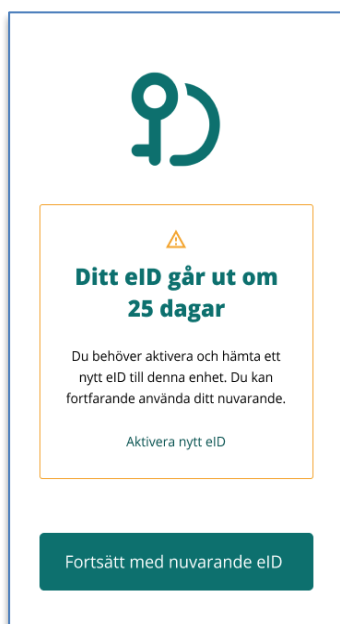 Ditt eID går ut om
25 dagar
Du behöver aktivera och hämta ett
nytt eID till denna enhet. Du kan
fortfarande använda ditt nuvarande.
Aktivera nytt eID
Fortsätt med nuvarande eID